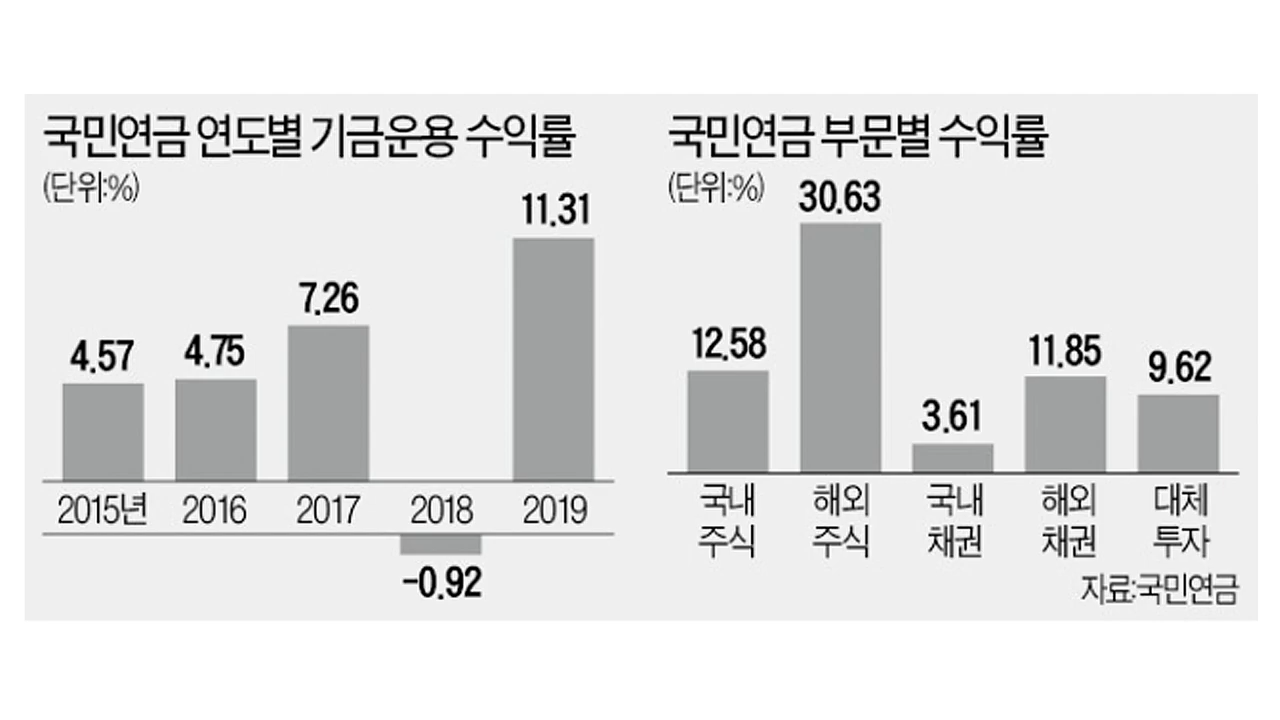 국민연금 연도별 기금운용 수익률
(단위:%)
4.57
4.75
7.26
-0.92
11.31
2015년
2016
2017
2018
2019
국민연금 부문별 수익률
(단위:%)
12.58
30.63
3.61
11.85
9.62
국내
주식
해외
주식
국내
채권
해외
채권
대체
투자
자료:국민연금